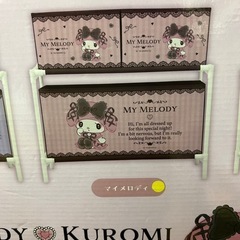 MY MELODY
MY MELODY
Hi, I'm all dressed up
for this special night!
I'm a bit nervous, but I'm really
looking forward to it.
マイメロディ
KUROMI